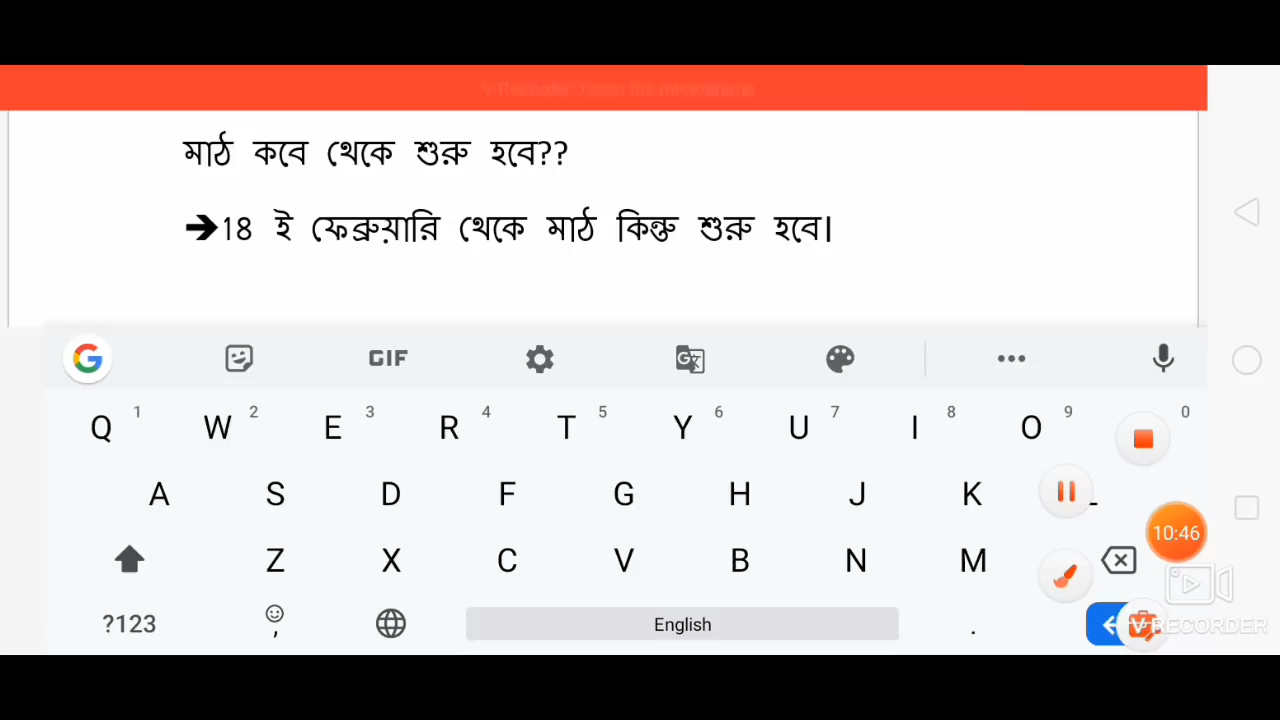 মাঠ কবে থেকে শুরু হবে??
➔18 ই ফেব্রুয়ারি থেকে মাঠ কিন্তু শুরু হবে।
GIF
Q 1 W 2 E 3 R 4 T 5 Y 6 U 7 I 8 O 9 0
A S D F G H J K
10:46
Z X C V B N M
?123 , English .
V RECORDER